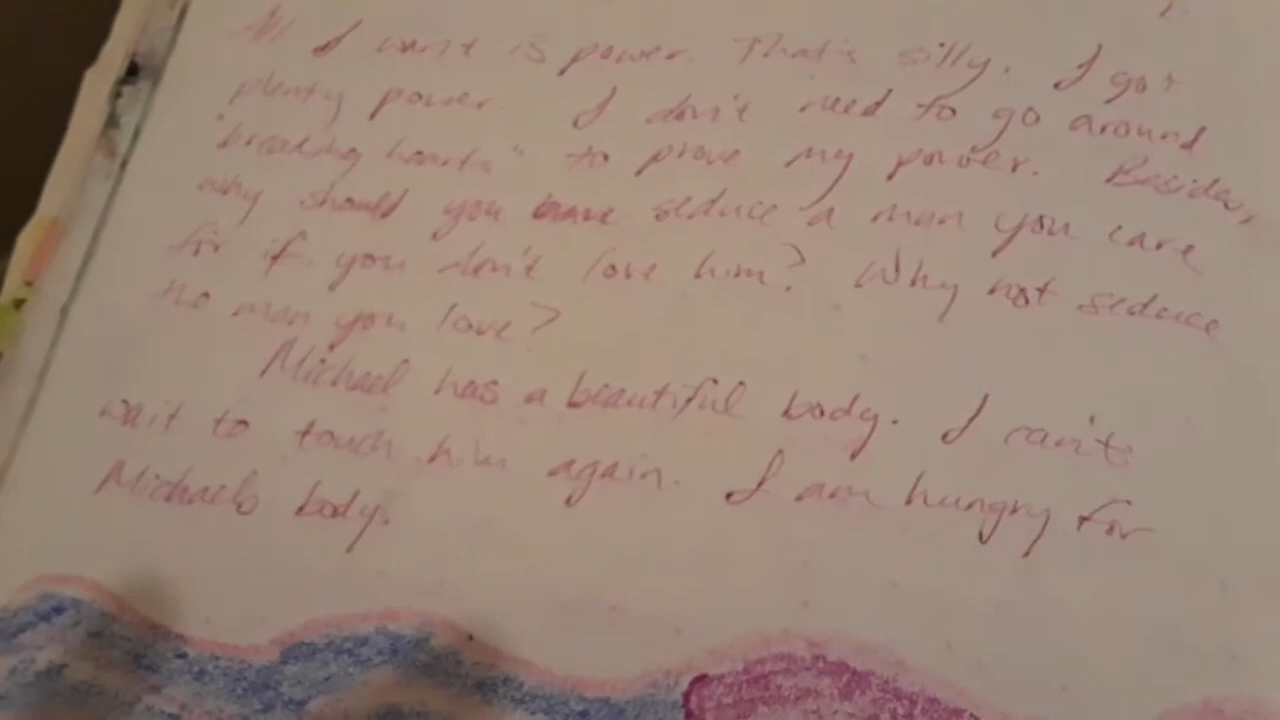 All I want is power. That's silly. I got
plenty power. I don't need to go around
"breaking hearts" to prove my power. Besides,
why should you seduce a man you care
for if you don't love him? Why not seduce
the man you love?
Michael has a beautiful body. I can't
wait to touch him again. I am hungry for
Michaels body.